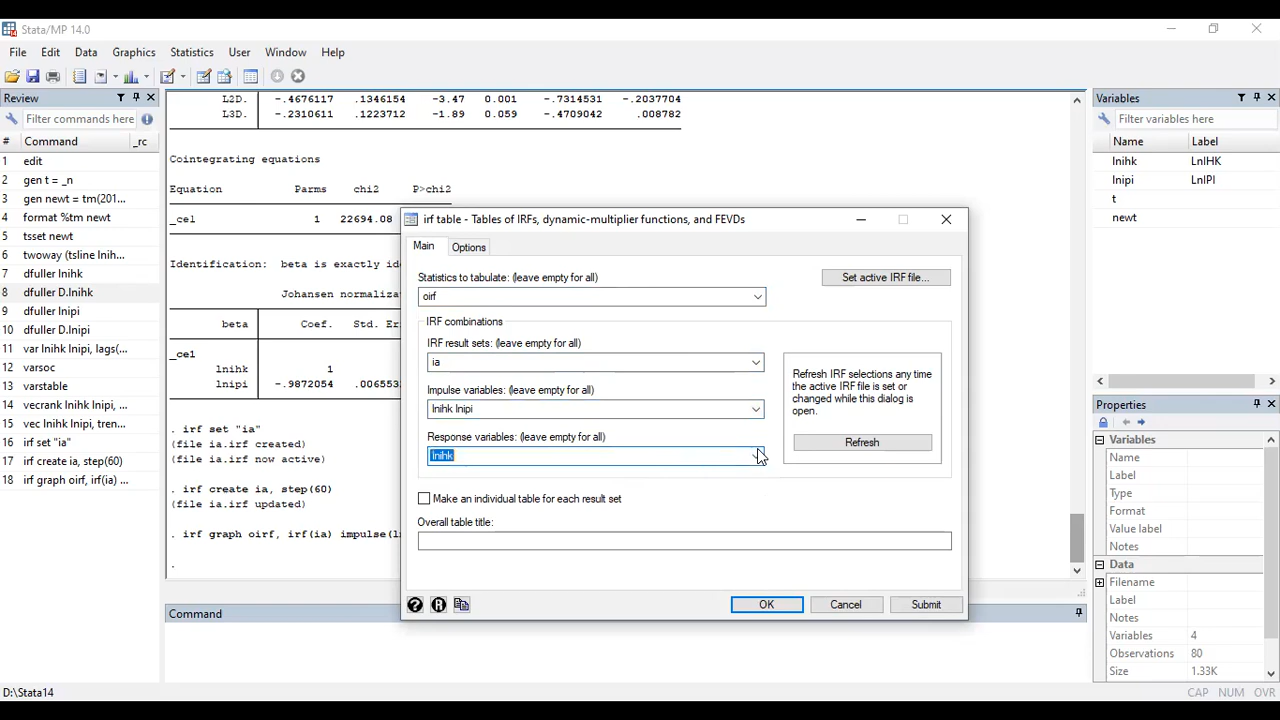 Stata/MP 14.0
File Edit Data Graphics Statistics User Window Help
Review
Filter commands here
# Command _rc
1 edit
2 gen t = _n
3 gen newt = tm(201...
4 format %tm newt
5 tsset newt
6 twoway (tsline lnihk...
7 dfuller lnihk
8 dfuller D.lnihk
9 dfuller lnipi
10 dfuller D.lnipi
11 var lnihk lnipi, lags(...
12 varsoc
13 varstable
14 vecrank lnihk lnipi, ...
15 vec lnihk lnipi, tren...
16 irf set "ia"
17 irf create ia, step(60)
18 irf graph oirf, irf(ia) ...
L2D. -.4676117 .1346154 -3.47 0.001 -.7314531 -.2037704
L3D. -.2310611 .1223712 -1.89 0.059 -.4709042 .008782
Cointegrating equations
Equation Parms chi2 P>chi2
_ce1 1 22694.08
Identification: beta is exactly ide
Johansen normaliza
beta Coef. Std. Er
_ce1
lnihk 1
lnipi -.9872054 .006553
. irf set "ia"
(file ia.irf created)
(file ia.irf now active)
. irf create ia, step(60)
(file ia.irf updated)
. irf graph oirf, irf(ia) impulse(l
.
irf table - Tables of IRFs, dynamic-multiplier functions, and FEVDs
Main Options
Statistics to tabulate: (leave empty for all)
Set active IRF file...
oirf
IRF combinations
IRF result sets: (leave empty for all)
ia
Impulse variables: (leave empty for all)
lnihk lnipi
Response variables: (leave empty for all)
lnihk
Refresh IRF selections any time
the active IRF file is set or
changed while this dialog is
open.
Refresh
Make an individual table for each result set
Overall table title:
OK Cancel Submit
Command
Variables
Filter variables here
Name Label
lnihk LnIHK
lnipi LnIPI
t
newt
Properties
Variables
Name
Label
Type
Format
Value label
Notes
Data
Filename
Label
Notes
Variables 4
Observations 80
Size 1.33K
D:\Stata14
CAP NUM OVR